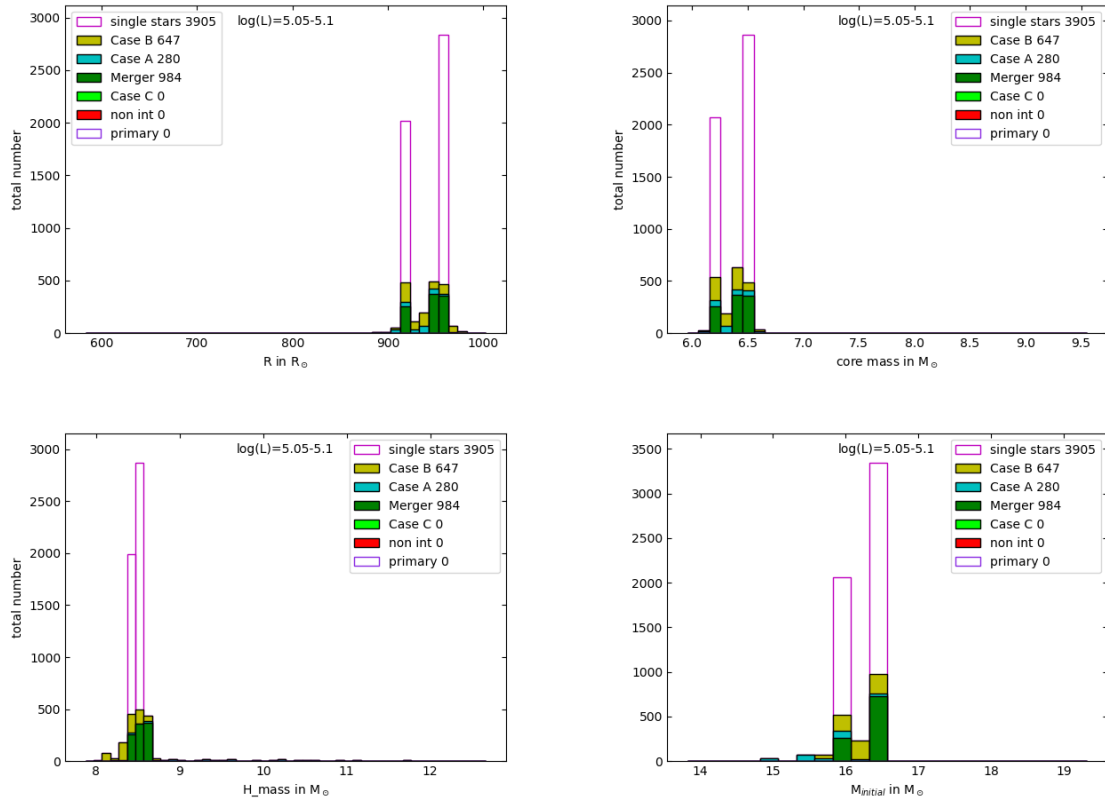 3000
2500
2000
1500
1000
500
0
total number
log(L)=5.05-5.1
single stars 3905
Case B 647
Case A 280
Merger 984
Case C 0
non int 0
primary 0
600 700 800 900 1000
R in R⊙
3000
2500
2000
1500
1000
500
0
total number
log(L)=5.05-5.1
single stars 3905
Case B 647
Case A 280
Merger 984
Case C 0
non int 0
primary 0
6.0 6.5 7.0 7.5 8.0 8.5 9.0 9.5
core mass in M⊙
3000
2500
2000
1500
1000
500
0
total number
log(L)=5.05-5.1
single stars 3905
Case B 647
Case A 280
Merger 984
Case C 0
non int 0
primary 0
8 9 10 11 12
H_mass in M⊙
3500
3000
2500
2000
1500
1000
500
0
total number
log(L)=5.05-5.1
single stars 3905
Case B 647
Case A 280
Merger 984
Case C 0
non int 0
primary 0
14 15 16 17 18 19
Minitial in M⊙